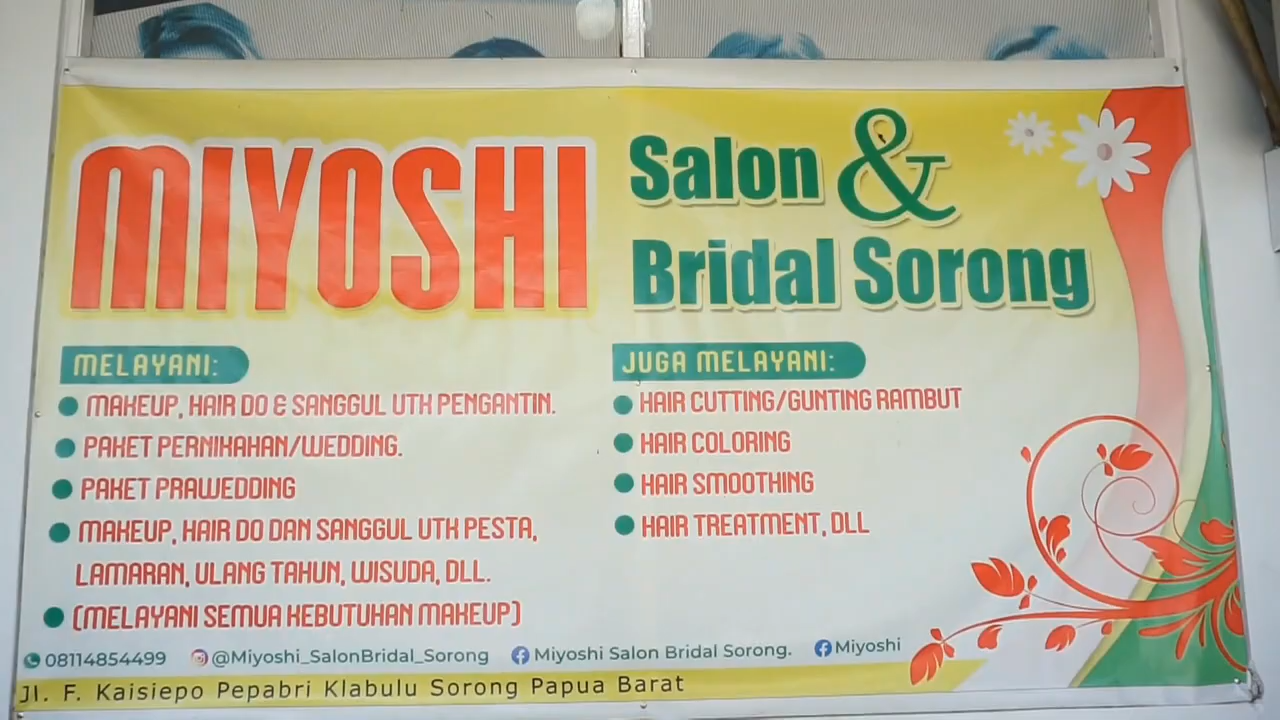 MIYOSHI
Salon &
Bridal Sorong
MELAYANI:
MAKEUP, HAIR DO & SANGGUL UTK PENGANTIN.
PAKET PERNIKAHAN/WEDDING.
PAKET PRAWEDDING
MAKEUP, HAIR DO DAN SANGGUL UTK PESTA,
LAMARAN, ULANG TAHUN, WISUDA, DLL.
(MELAYANI SEMUA KEBUTUHAN MAKEUP)
JUGA MELAYANI:
HAIR CUTTING/GUNTING RAMBUT
HAIR COLORING
HAIR SMOOTHING
HAIR TREATMENT, DLL
08114854499 @Miyoshi_SalonBridal_Sorong Miyoshi Salon Bridal Sorong. Miyoshi
Jl. F. Kaisiepo Pepabri Klabulu Sorong Papua Barat